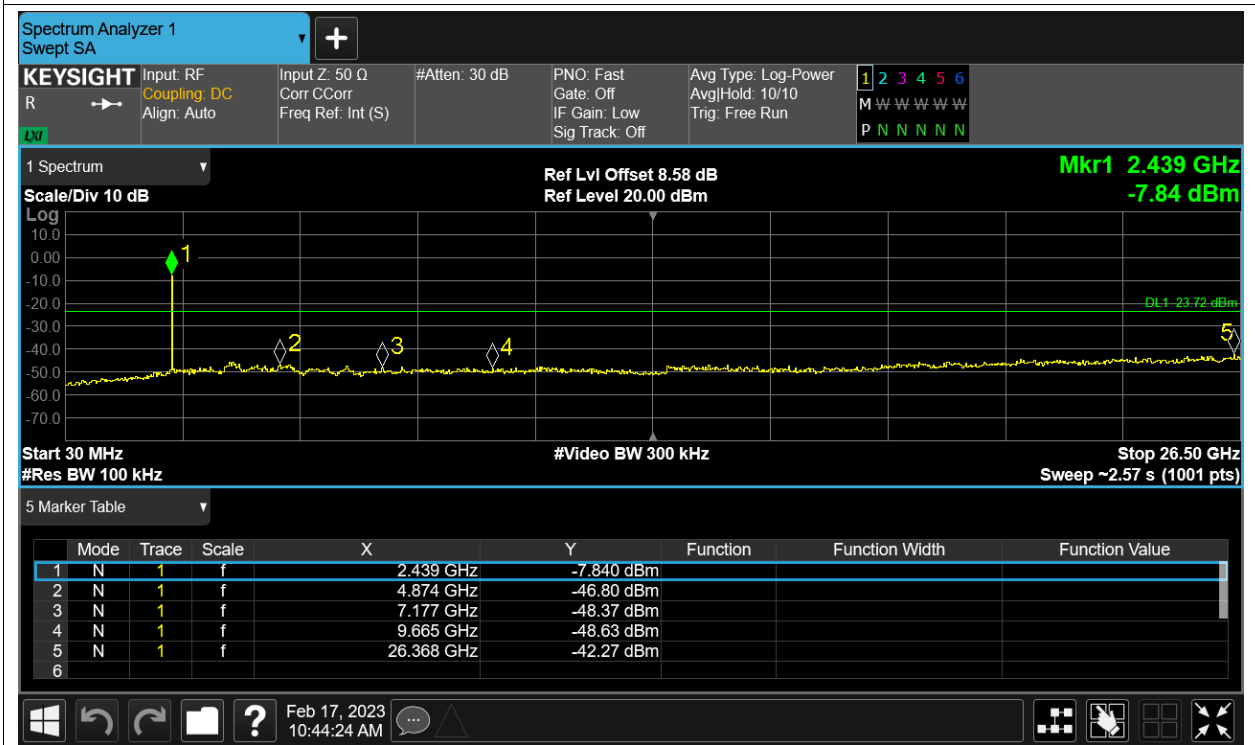 Spectrum Analyzer 1
Swept SA
+
KEYSIGHT Input: RF Input Z: 50 Ω #Atten: 30 dB PNO: Fast Avg Type: Log-Power 1 2 3 4 5 6
R Coupling: DC Corr CCorr Gate: Off Avg|Hold: 10/10 M W W W W W
Align: Auto Freq Ref: Int (S) IF Gain: Low Trig: Free Run
LXI Sig Track: Off P N N N N N
1 Spectrum
Ref Lvl Offset 8.58 dB Mkr1 2.439 GHz
Scale/Div 10 dB Ref Level 20.00 dBm -7.84 dBm
Log
10.0
0.00
-10.0
-20.0
-30.0
-40.0
-50.0
-60.0
-70.0
1
DL1 23.72 dBm
2 3 4 5
Start 30 MHz #Video BW 300 kHz Stop 26.50 GHz
#Res BW 100 kHz Sweep ~2.57 s (1001 pts)
5 Marker Table
Mode Trace Scale X Y Function Function Width Function Value
1 N 1 f 2.439 GHz -7.840 dBm
2 N 1 f 4.874 GHz -46.80 dBm
3 N 1 f 7.177 GHz -48.37 dBm
4 N 1 f 9.665 GHz -48.63 dBm
5 N 1 f 26.368 GHz -42.27 dBm
6
? Feb 17, 2023
10:44:24 AM